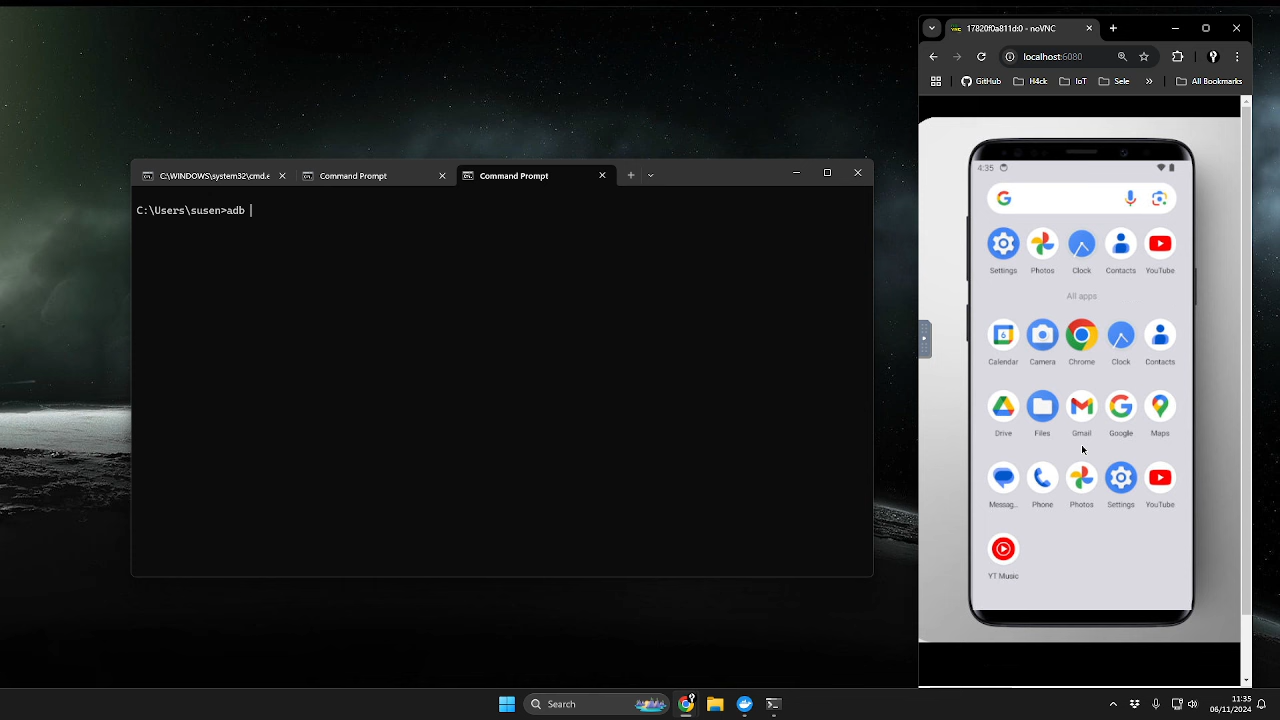 17820f0a811d:0 - noVNC
localhost:6080
GitHub
H4ck
IoT
Sele
All Bookmarks
C:\WINDOWS\system32\cmd.e
Command Prompt
Command Prompt
C:\Users\susen>adb
4:35
Settings
Photos
Clock
Contacts
YouTube
All apps
Calendar
Camera
Chrome
Clock
Contacts
Drive
Files
Gmail
Google
Maps
Messag...
Phone
Photos
Settings
YouTube
YT Music
Search
11:35
06/11/2024